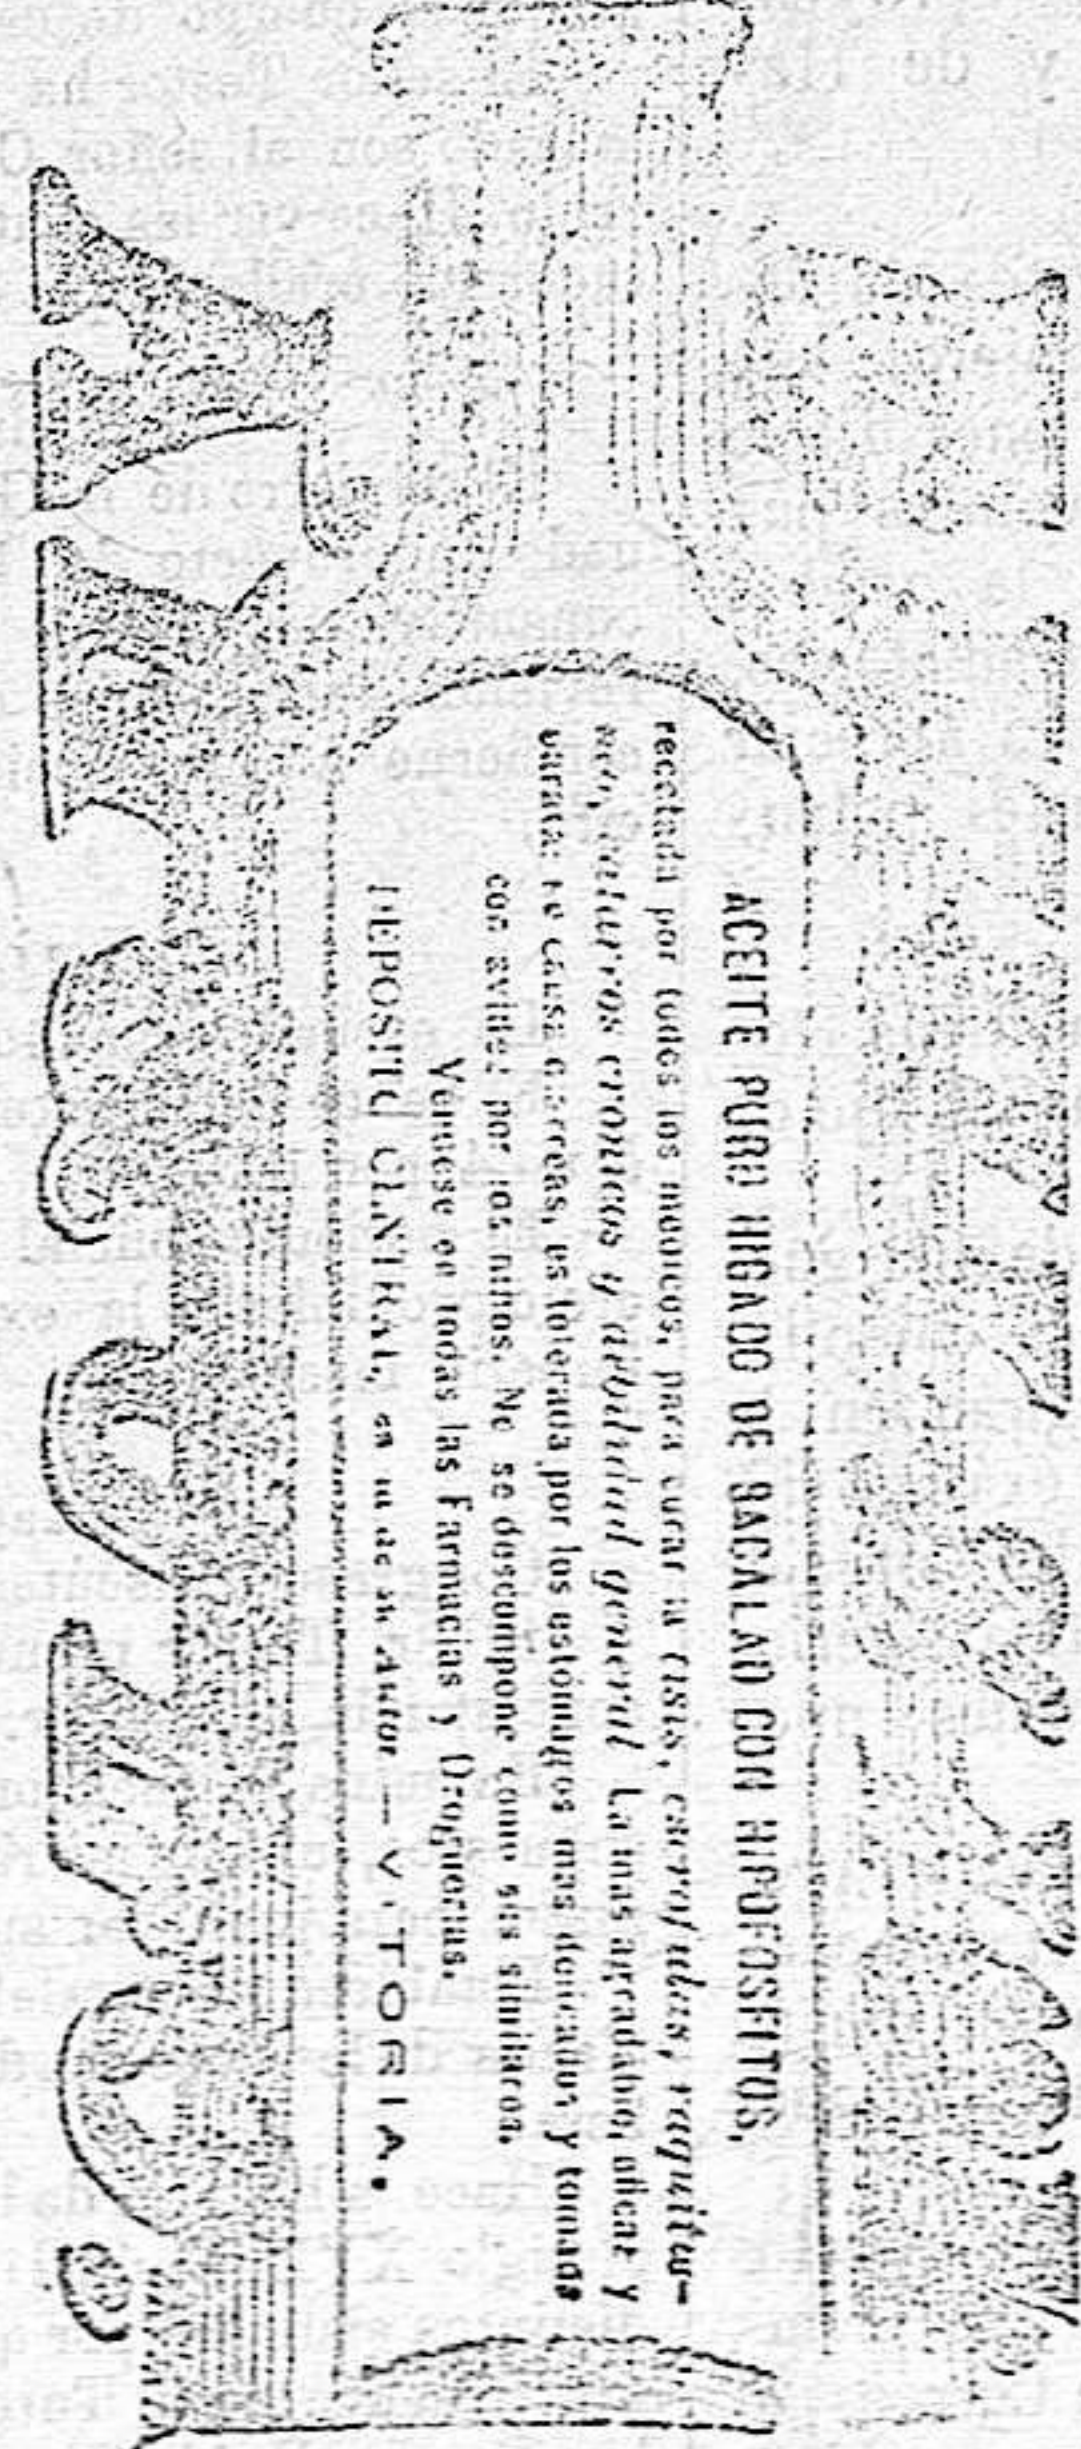 ACEITE PURO HIGADO DE BACALAO CON HIPOFOSFITOS,
recetada por todos los médicos, para curar la tisis, escrófulas, raquitis-
mo, catarros crónicos y debilidad general La mas agradable, eficaz y
barata: no causa diarreas, es tolerada por los estómagos mas delicados y tomada
con avidez por los niños. No se descompone como sus similares.
Véndese en todas las Farmacias y Droguerías.
DEPOSITO CENTRAL, en la de su Autor — VITORIA.